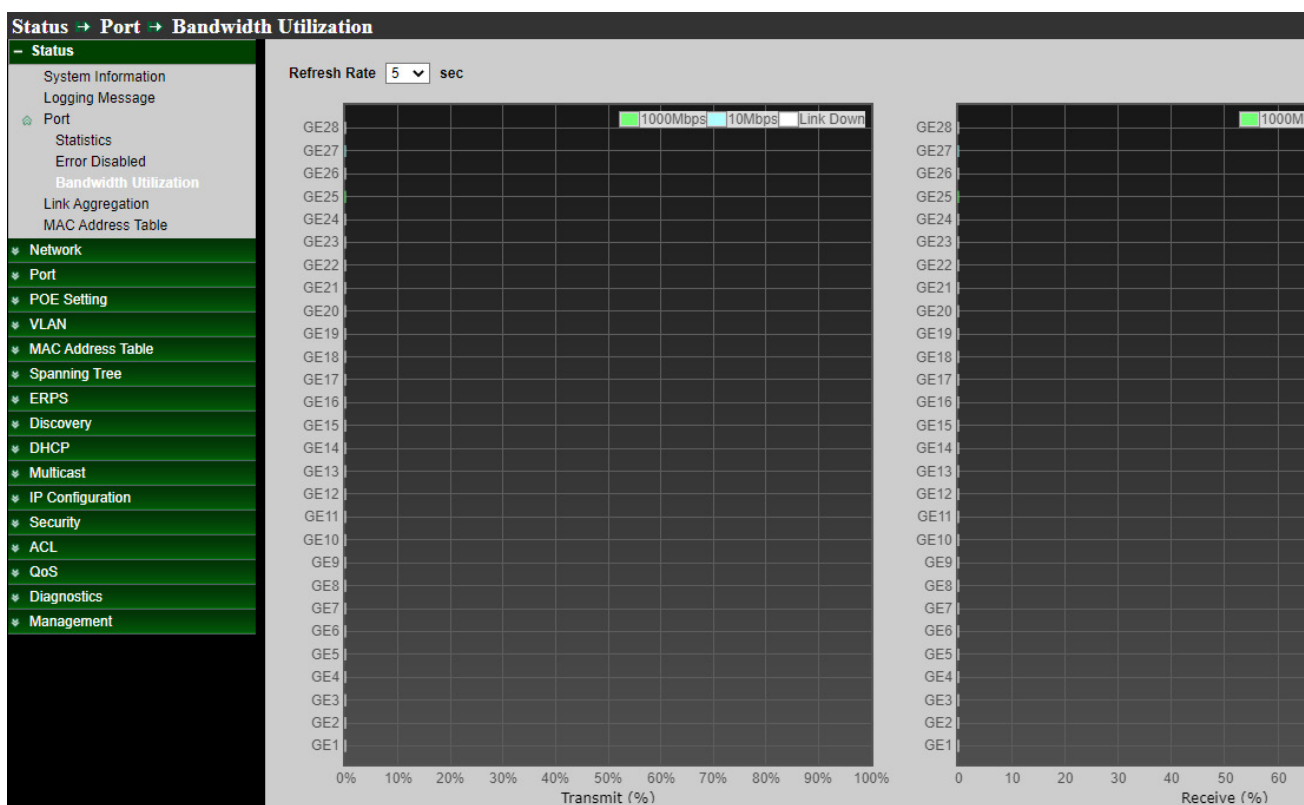 Status → Port → Bandwidth Utilization
Status
System Information
Logging Message
Port
Statistics
Error Disabled
Bandwidth Utilization
Link Aggregation
MAC Address Table
Network
Port
POE Setting
VLAN
MAC Address Table
Spanning Tree
ERPS
Discovery
DHCP
Multicast
IP Configuration
Security
ACL
QoS
Diagnostics
Management
Refresh Rate 5 sec
1000Mbps 10Mbps Link Down
GE28
GE27
GE26
GE25
GE24
GE23
GE22
GE21
GE20
GE19
GE18
GE17
GE16
GE15
GE14
GE13
GE12
GE11
GE10
GE9
GE8
GE7
GE6
GE5
GE4
GE3
GE2
GE1
0% 10% 20% 30% 40% 50% 60% 70% 80% 90% 100%
Transmit (%)
1000M
GE28
GE27
GE26
GE25
GE24
GE23
GE22
GE21
GE20
GE19
GE18
GE17
GE16
GE15
GE14
GE13
GE12
GE11
GE10
GE9
GE8
GE7
GE6
GE5
GE4
GE3
GE2
GE1
0 10 20 30 40 50 60
Receive (%)